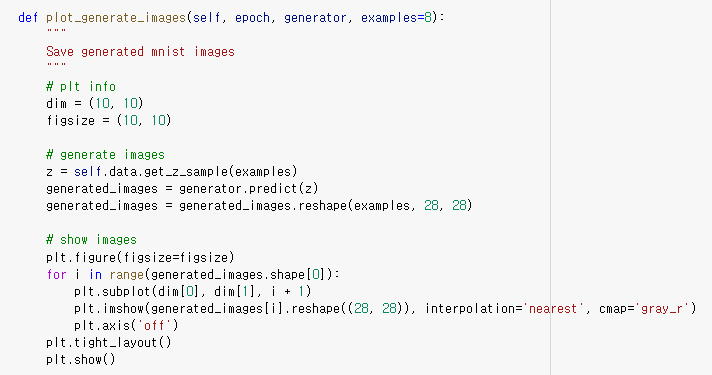 def plot_generate_images(self, epoch, generator, examples=8):
    """
    Save generated mnist images
    """
    # plt info
    dim = (10, 10)
    figsize = (10, 10)

    # generate images
    z = self.data.get_z_sample(examples)
    generated_images = generator.predict(z)
    generated_images = generated_images.reshape(examples, 28, 28)

    # show images
    plt.figure(figsize=figsize)
    for i in range(generated_images.shape[0]):
        plt.subplot(dim[0], dim[1], i + 1)
        plt.imshow(generated_images[i].reshape((28, 28)), interpolation='nearest', cmap='gray_r')
        plt.axis('off')
    plt.tight_layout()
    plt.show()